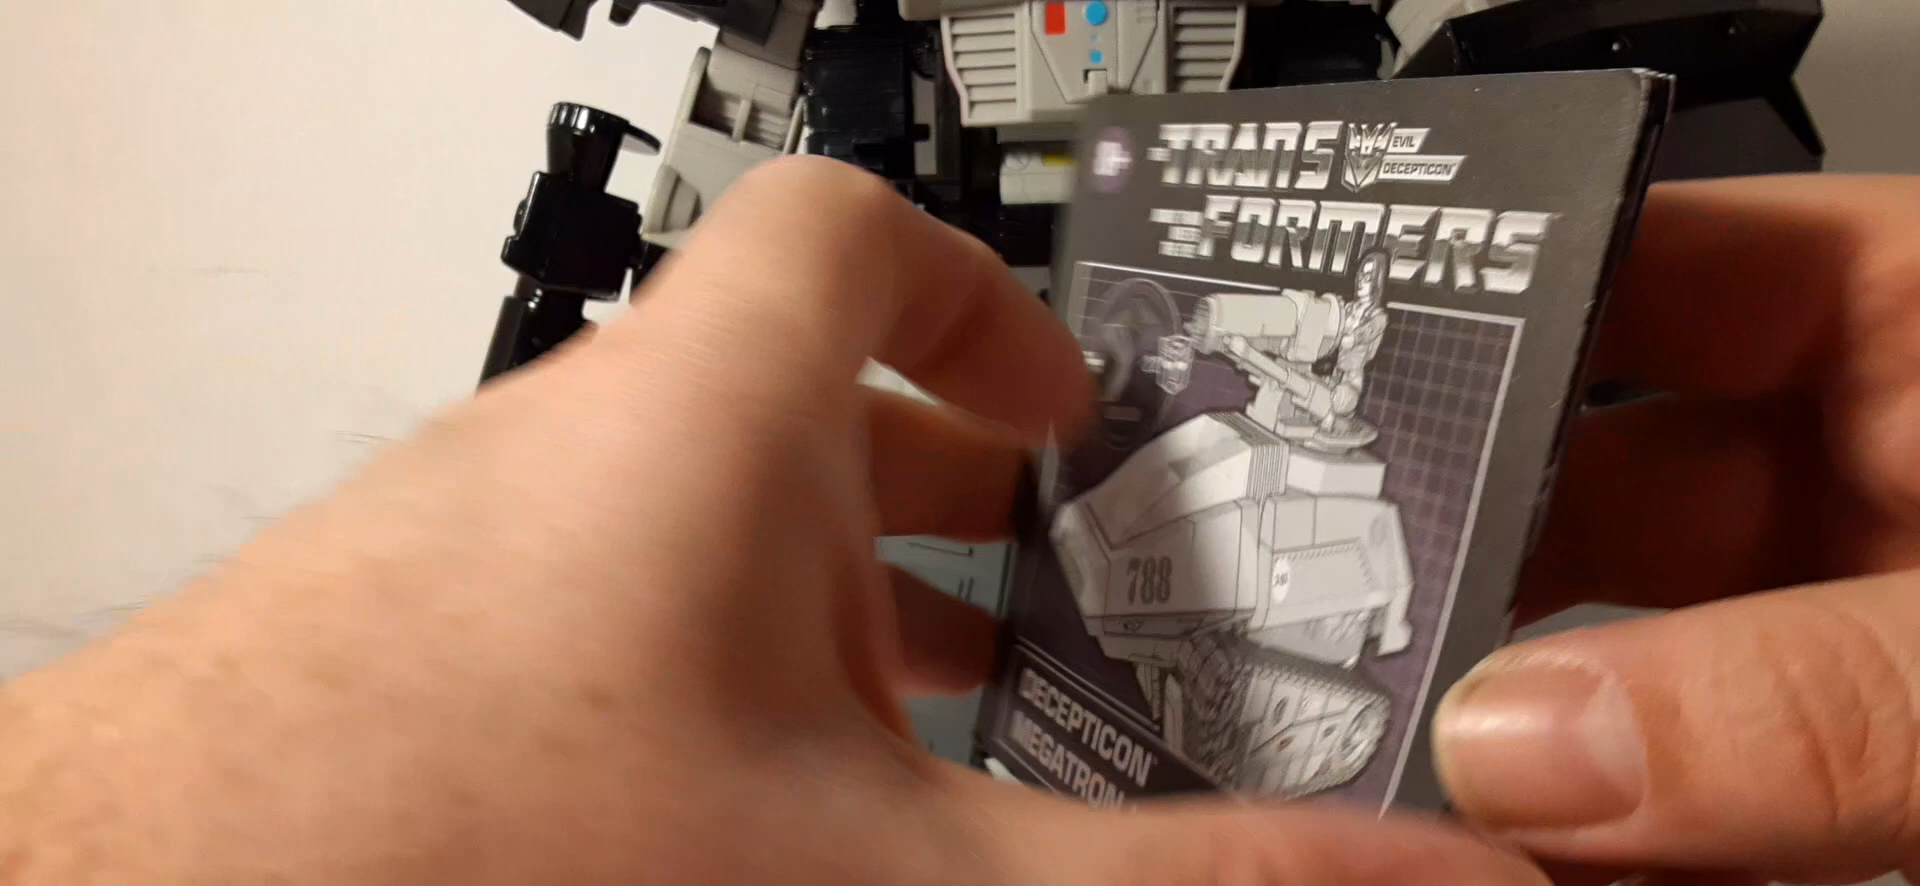 TRANS
EVIL
DECEPTICON
FORMERS
788
DECEPTICON
MEGATRON